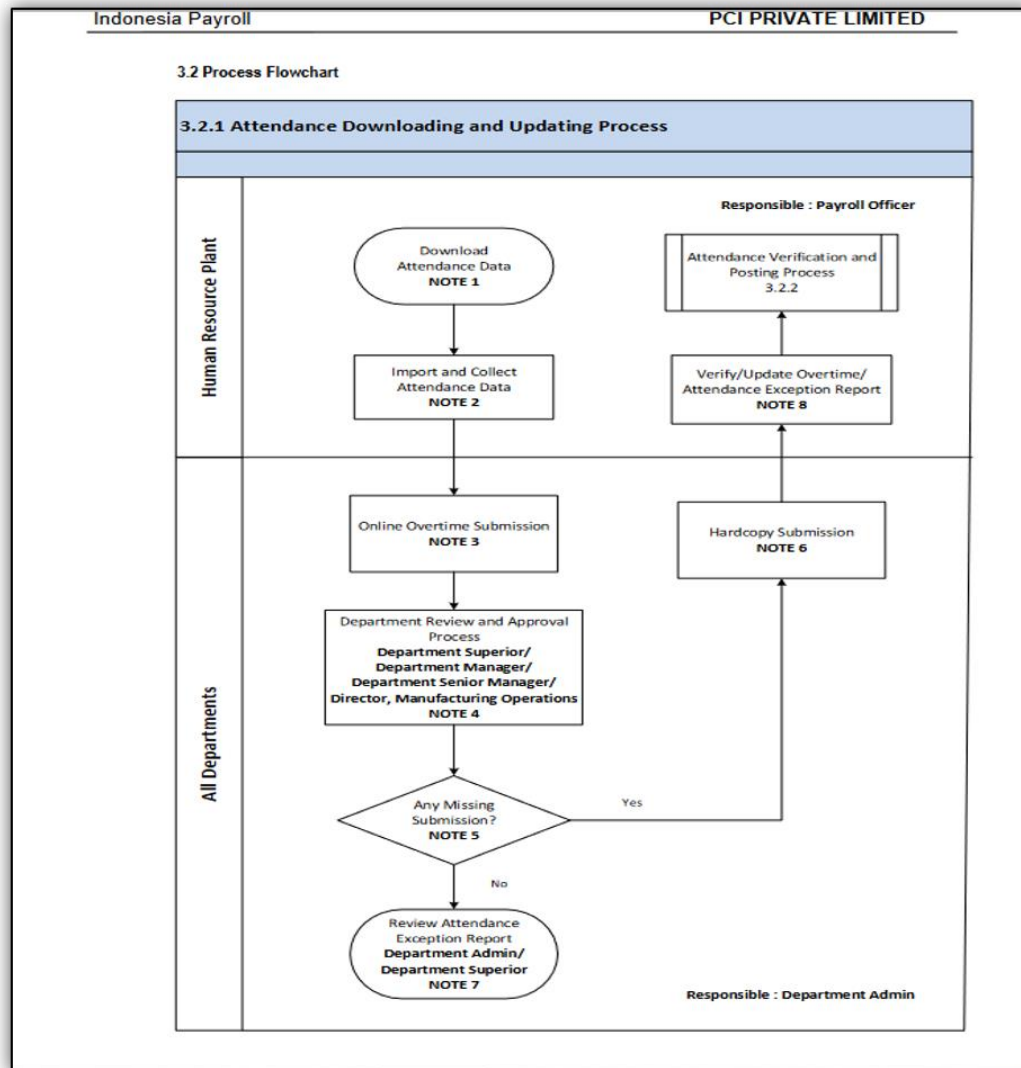 Indonesia Payroll
PCI PRIVATE LIMITED
3.2 Process Flowchart
3.2.1 Attendance Downloading and Updating Process
Human Resource Plant
Responsible : Payroll Officer
Download
Attendance Data
NOTE 1
Attendance Verification and
Posting Process
3.2.2
Import and Collect
Attendance Data
NOTE 2
Verify/Update Overtime/
Attendance Exception Report
NOTE 8
All Departments
Online Overtime Submission
NOTE 3
Hardcopy Submission
NOTE 6
Department Review and Approval
Process
Department Superior/
Department Manager/
Department Senior Manager/
Director, Manufacturing Operations
NOTE 4
Any Missing
Submission?
NOTE 5
Yes
No
Review Attendance
Exception Report
Department Admin/
Department Superior
NOTE 7
Responsible : Department Admin